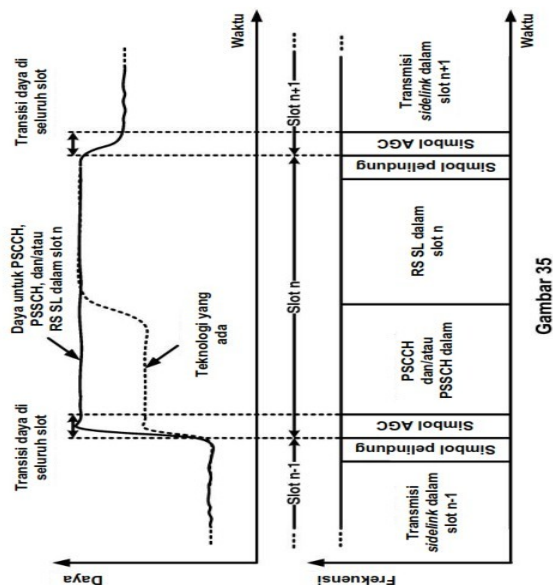 Daya
Transisi daya di
seluruh slot
Daya untuk PSCCH,
PSSCH, dan/atau
RS SL dalam slot n
Teknologi yang
ada
Transisi daya di
seluruh slot
Waktu
Slot n-1
Slot n
Slot n+1
Waktu
Frekuensi
Transmisi
sidelink dalam
slot n-1
Simbol pelindung
Simbol AGC
PSCCH
dan/atau
PSSCH dalam
RS SL dalam
slot n
Simbol pelindung
Simbol AGC
Transmisi
sidelink dalam
slot n+1
Waktu
Gambar 35